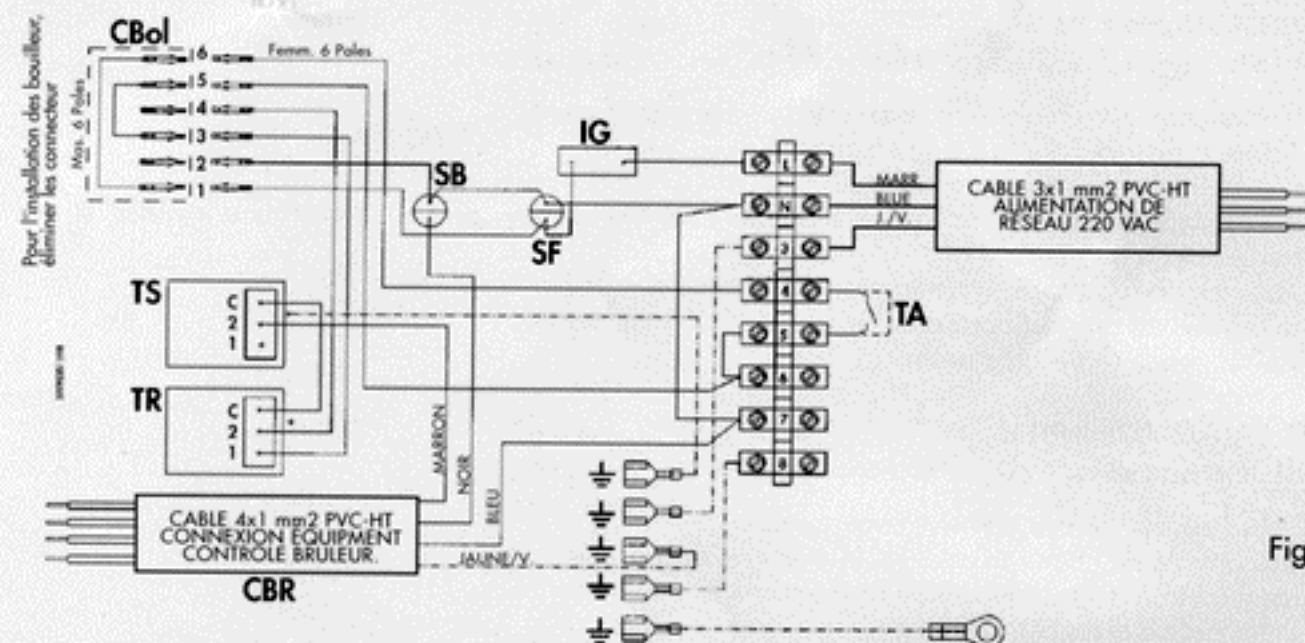 Pour l'installation des bouilleur,
éliminer les connecteur
CBol
Mas. 6 Poles
Femm. 6 Poles
6
5
4
3
2
1
SB
IG
SF
L
N
3
4
5
6
7
8
MARR
BLUE
J./V.
CABLE 3x1 mm2 PVC-HT
ALIMENTATION DE
RESEAU 220 VAC
TA
TS
C
2
1
TR
C
2
1
MARRON
NOIR
BLEU
JAUNE/V.
CABLE 4x1 mm2 PVC-HT
CONNEXION EQUIPMENT
CONTROLE BRULEUR.
CBR
Fig